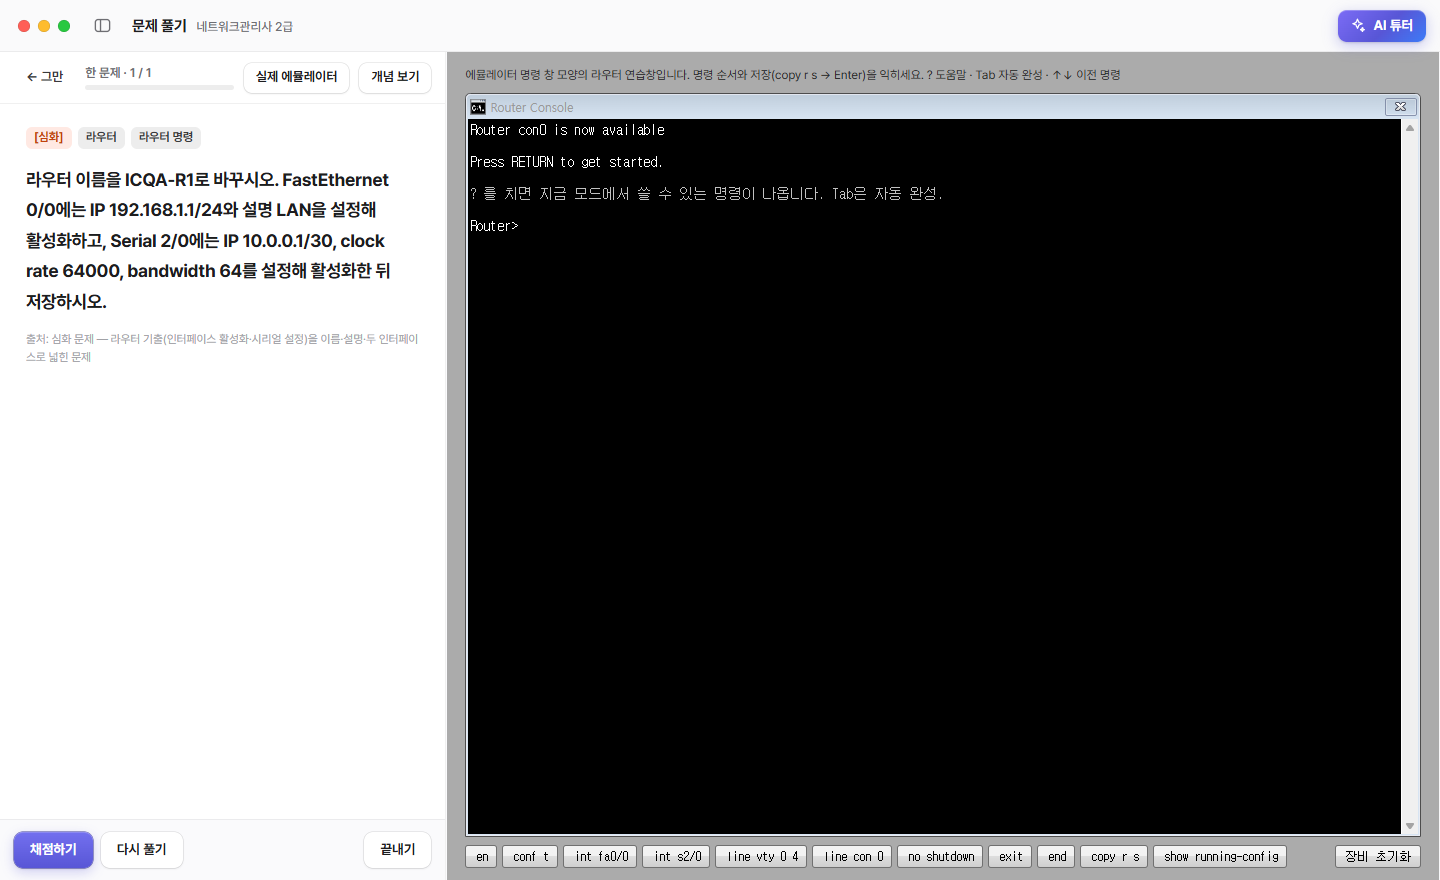 문제 풀기 네트워크관리사 2급
AI 튜터
← 그만
한 문제 · 1 / 1
실제 에뮬레이터
개념 보기
[심화] 라우터 라우터 명령
라우터 이름을 ICQA-R1로 바꾸시오. FastEthernet
0/0에는 IP 192.168.1.1/24와 설명 LAN을 설정해
활성화하고, Serial 2/0에는 IP 10.0.0.1/30, clock
rate 64000, bandwidth 64를 설정해 활성화한 뒤
저장하시오.
출처: 심화 문제 — 라우터 기출(인터페이스 활성화·시리얼 설정)을 이름·설명·두 인터페이
스로 넓힌 문제
채점하기
다시 풀기
끝내기
에뮬레이터 명령 창 모양의 라우터 연습창입니다. 명령 순서와 저장(copy r s → Enter)을 익히세요. ? 도움말 · Tab 자동 완성 · ↑↓ 이전 명령
C:\. Router Console
Router con0 is now available
Press RETURN to get started.
? 를 치면 지금 모드에서 쓸 수 있는 명령이 나옵니다. Tab은 자동 완성.
Router>
en
conf t
int fa0/0
int s2/0
line vty 0 4
line con 0
no shutdown
exit
end
copy r s
show running-config
장비 초기화